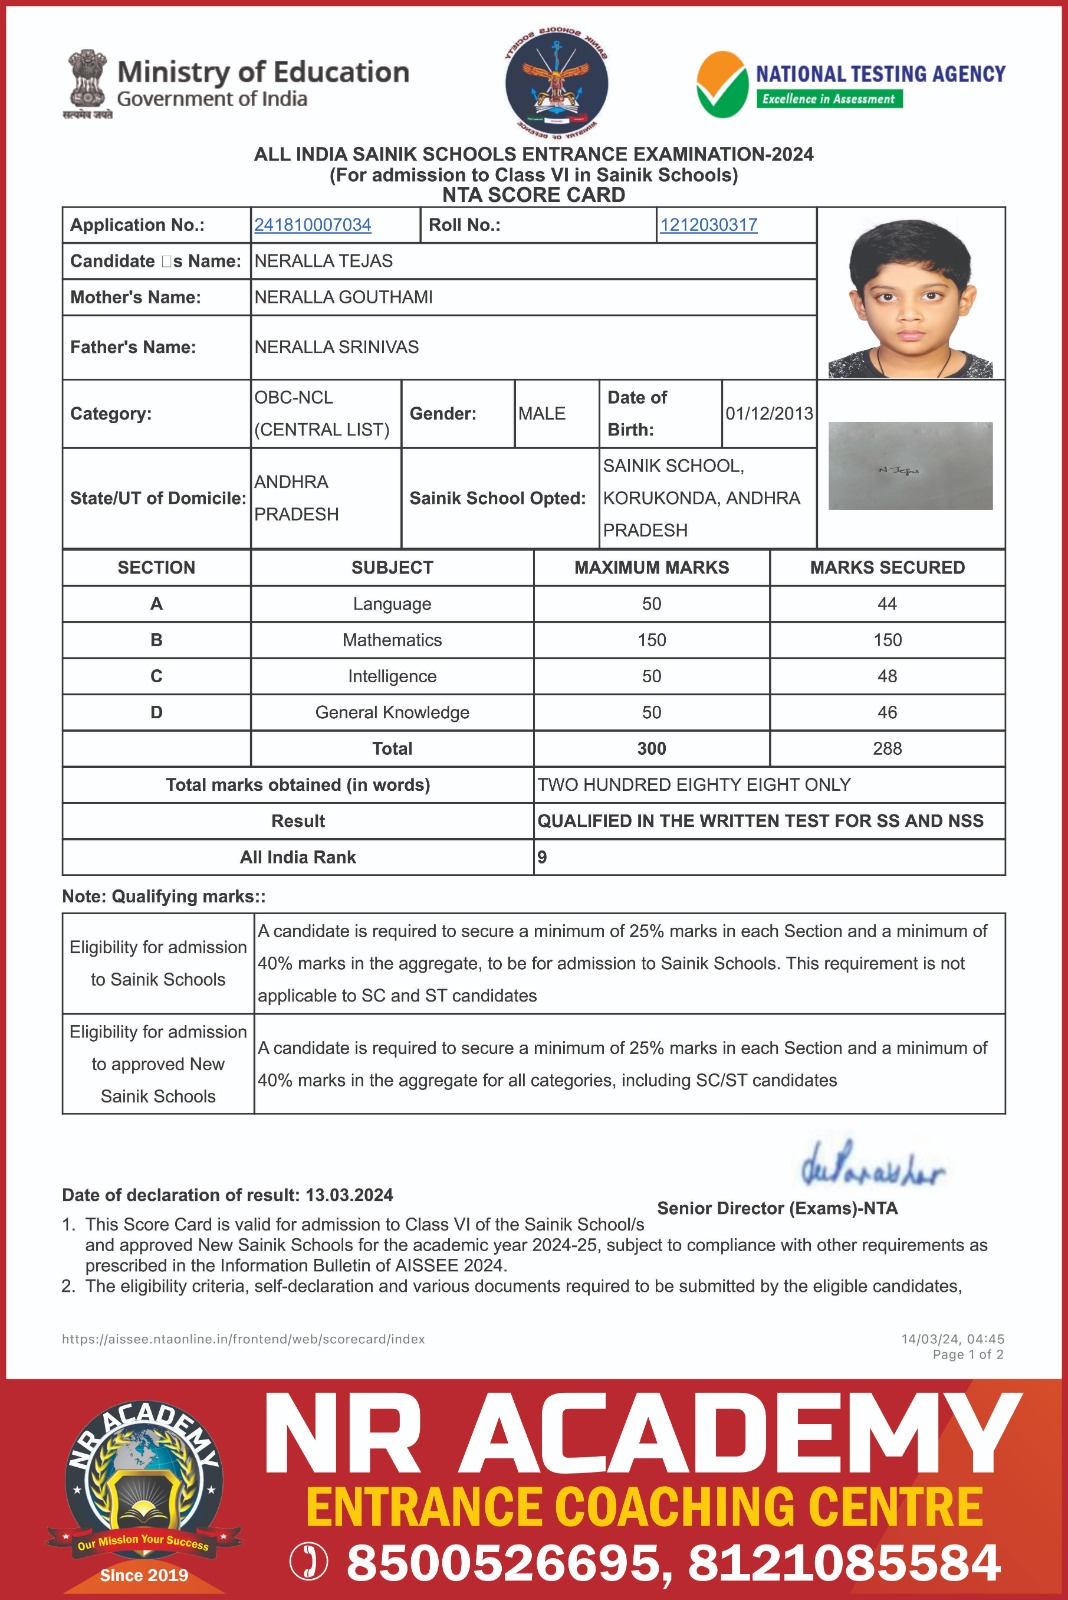 सत्यमेव जयते
Ministry of Education
Government of India
SAINIK SCHOOLS SOCIETY
MINISTRY OF DEFENCE
NATIONAL TESTING AGENCY
Excellence in Assessment
ALL INDIA SAINIK SCHOOLS ENTRANCE EXAMINATION-2024
(For admission to Class VI in Sainik Schools)
NTA SCORE CARD
Application No.: 241810007034 Roll No.: 1212030317
Candidate □s Name: NERALLA TEJAS
Mother's Name: NERALLA GOUTHAMI
Father's Name: NERALLA SRINIVAS
Category: OBC-NCL (CENTRAL LIST) Gender: MALE Date of Birth: 01/12/2013
N Tejas
State/UT of Domicile: ANDHRA PRADESH Sainik School Opted: SAINIK SCHOOL, KORUKONDA, ANDHRA PRADESH
SECTION SUBJECT MAXIMUM MARKS MARKS SECURED
A Language 50 44
B Mathematics 150 150
C Intelligence 50 48
D General Knowledge 50 46
Total 300 288
Total marks obtained (in words) TWO HUNDRED EIGHTY EIGHT ONLY
Result QUALIFIED IN THE WRITTEN TEST FOR SS AND NSS
All India Rank 9
Note: Qualifying marks::
Eligibility for admission
to Sainik Schools
A candidate is required to secure a minimum of 25% marks in each Section and a minimum of
40% marks in the aggregate, to be for admission to Sainik Schools. This requirement is not
applicable to SC and ST candidates
Eligibility for admission
to approved New
Sainik Schools
A candidate is required to secure a minimum of 25% marks in each Section and a minimum of
40% marks in the aggregate for all categories, including SC/ST candidates
Date of declaration of result: 13.03.2024
Senior Director (Exams)-NTA
1. This Score Card is valid for admission to Class VI of the Sainik School/s
and approved New Sainik Schools for the academic year 2024-25, subject to compliance with other requirements as
prescribed in the Information Bulletin of AISSEE 2024.
2. The eligibility criteria, self-declaration and various documents required to be submitted by the eligible candidates,
https://aissee.ntaonline.in/frontend/web/scorecard/index
14/03/24, 04:45
Page 1 of 2
NR ACADEMY
Our Mission Your Success
Since 2019
NR ACADEMY
ENTRANCE COACHING CENTRE
8500526695, 8121085584